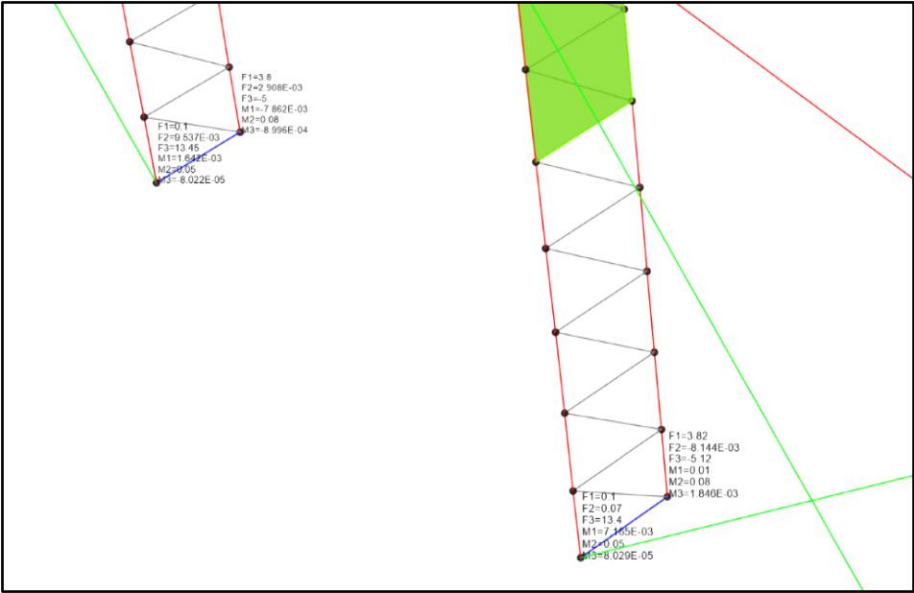 F1=3.8
F2=2.908E-03
F3=-5
M1=-7.862E-03
M2=0.08
M3=-8.996E-04
F1=0.1
F2=9.537E-03
F3=13.45
M1=1.642E-03
M2=0.05
M3=-8.022E-05
F1=3.82
F2=-8.144E-03
F3=-5.12
M1=0.01
M2=0.08
M3=1.846E-03
F1=0.1
F2=0.07
F3=13.4
M1=7.165E-03
M2=0.05
M3=8.029E-05